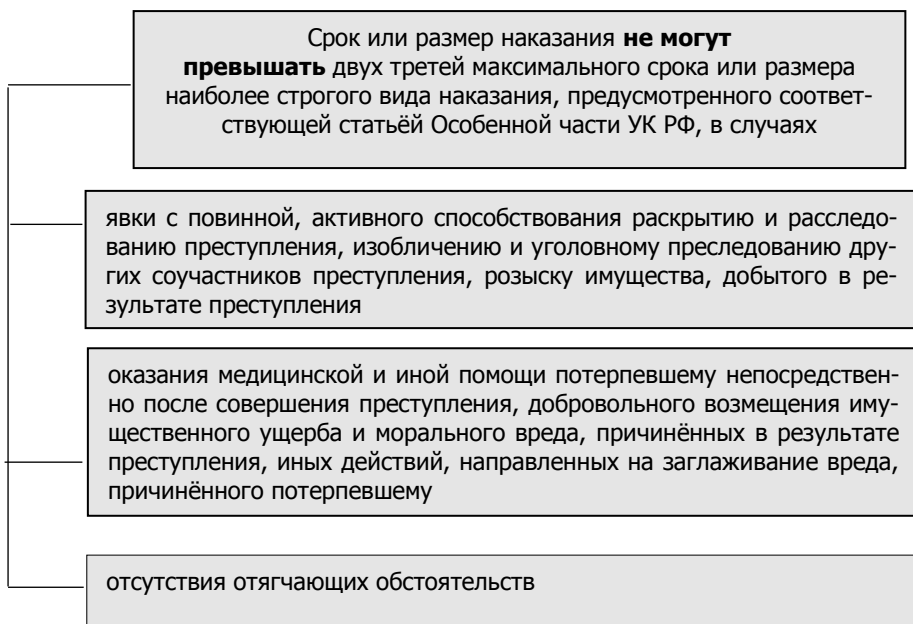 Срок или размер наказания не могут
превышать двух третей максимального срока или размера
наиболее строгого вида наказания, предусмотренного соответ-
ствующей статьёй Особенной части УК РФ, в случаях
явки с повинной, активного способствования раскрытию и расследо-
ванию преступления, изобличению и уголовному преследованию дру-
гих соучастников преступления, розыску имущества, добытого в ре-
зультате преступления
оказания медицинской и иной помощи потерпевшему непосредствен-
но после совершения преступления, добровольного возмещения иму-
щественного ущерба и морального вреда, причинённых в результате
преступления, иных действий, направленных на заглаживание вреда,
причинённого потерпевшему
отсутствия отягчающих обстоятельств